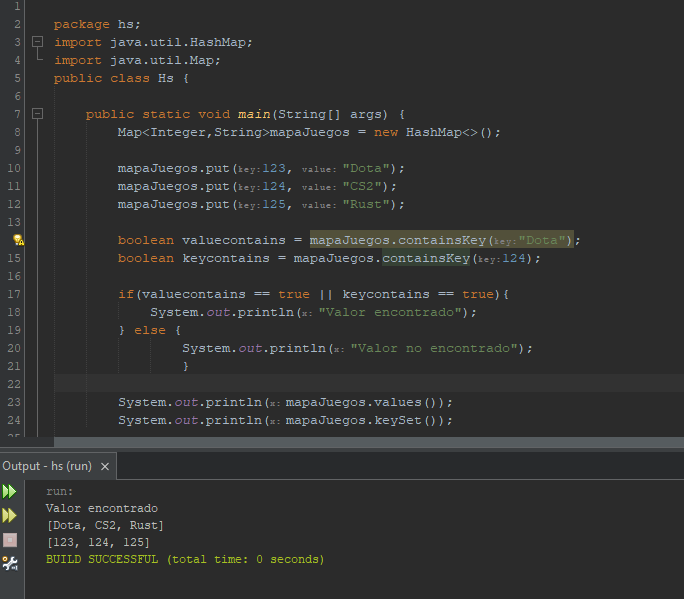 1
2 package hs;
3 import java.util.HashMap;
4 import java.util.Map;
5 public class Hs {
6
7 public static void main(String[] args) {
8 Map<Integer,String>mapaJuegos = new HashMap<>();
9
10 mapaJuegos.put(key:123, value:"Dota");
11 mapaJuegos.put(key:124, value:"CS2");
12 mapaJuegos.put(key:125, value:"Rust");
13
boolean valuecontains = mapaJuegos.containsKey(key:"Dota");
15 boolean keycontains = mapaJuegos.containsKey(key:124);
16
17 if(valuecontains == true || keycontains == true){
18 System.out.println(x:"Valor encontrado");
19 } else {
20 System.out.println(x:"Valor no encontrado");
21 }
22
23 System.out.println(x:mapaJuegos.values());
24 System.out.println(x:mapaJuegos.keySet());
25
Output - hs (run) ×
run:
Valor encontrado
[Dota, CS2, Rust]
[123, 124, 125]
BUILD SUCCESSFUL (total time: 0 seconds)